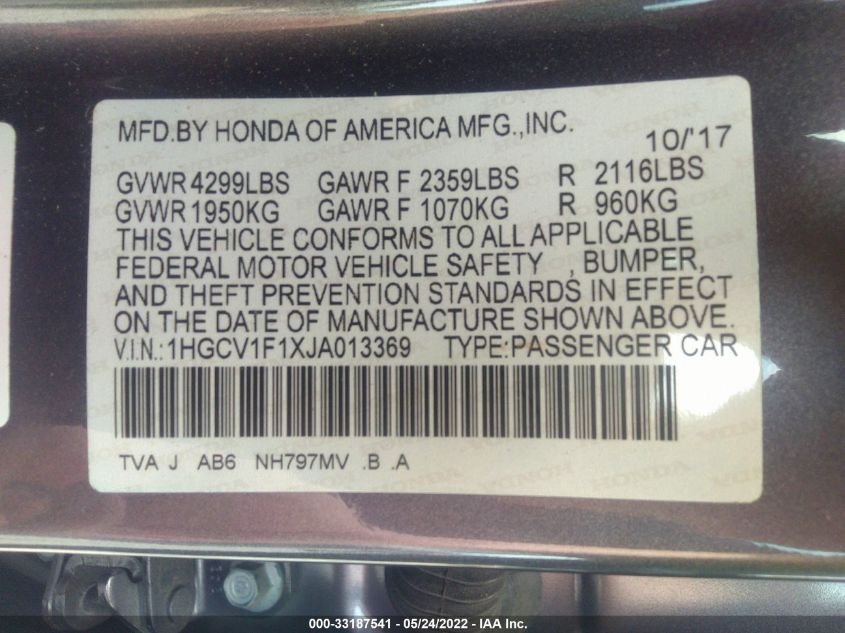 MFD.BY HONDA OF AMERICA MFG.,INC.
10/'17
GVWR 4299LBS GAWR F 2359LBS R 2116LBS
GVWR 1950KG GAWR F 1070KG R 960KG
THIS VEHICLE CONFORMS TO ALL APPLICABLE
FEDERAL MOTOR VEHICLE SAFETY , BUMPER,
AND THEFT PREVENTION STANDARDS IN EFFECT
ON THE DATE OF MANUFACTURE SHOWN ABOVE.
V.I.N.:1HGCV1F1XJA013369 TYPE:PASSENGER CAR
TVA J AB6 NH797MV .B .A
000-33187541 - 05/24/2022 - IAA Inc.